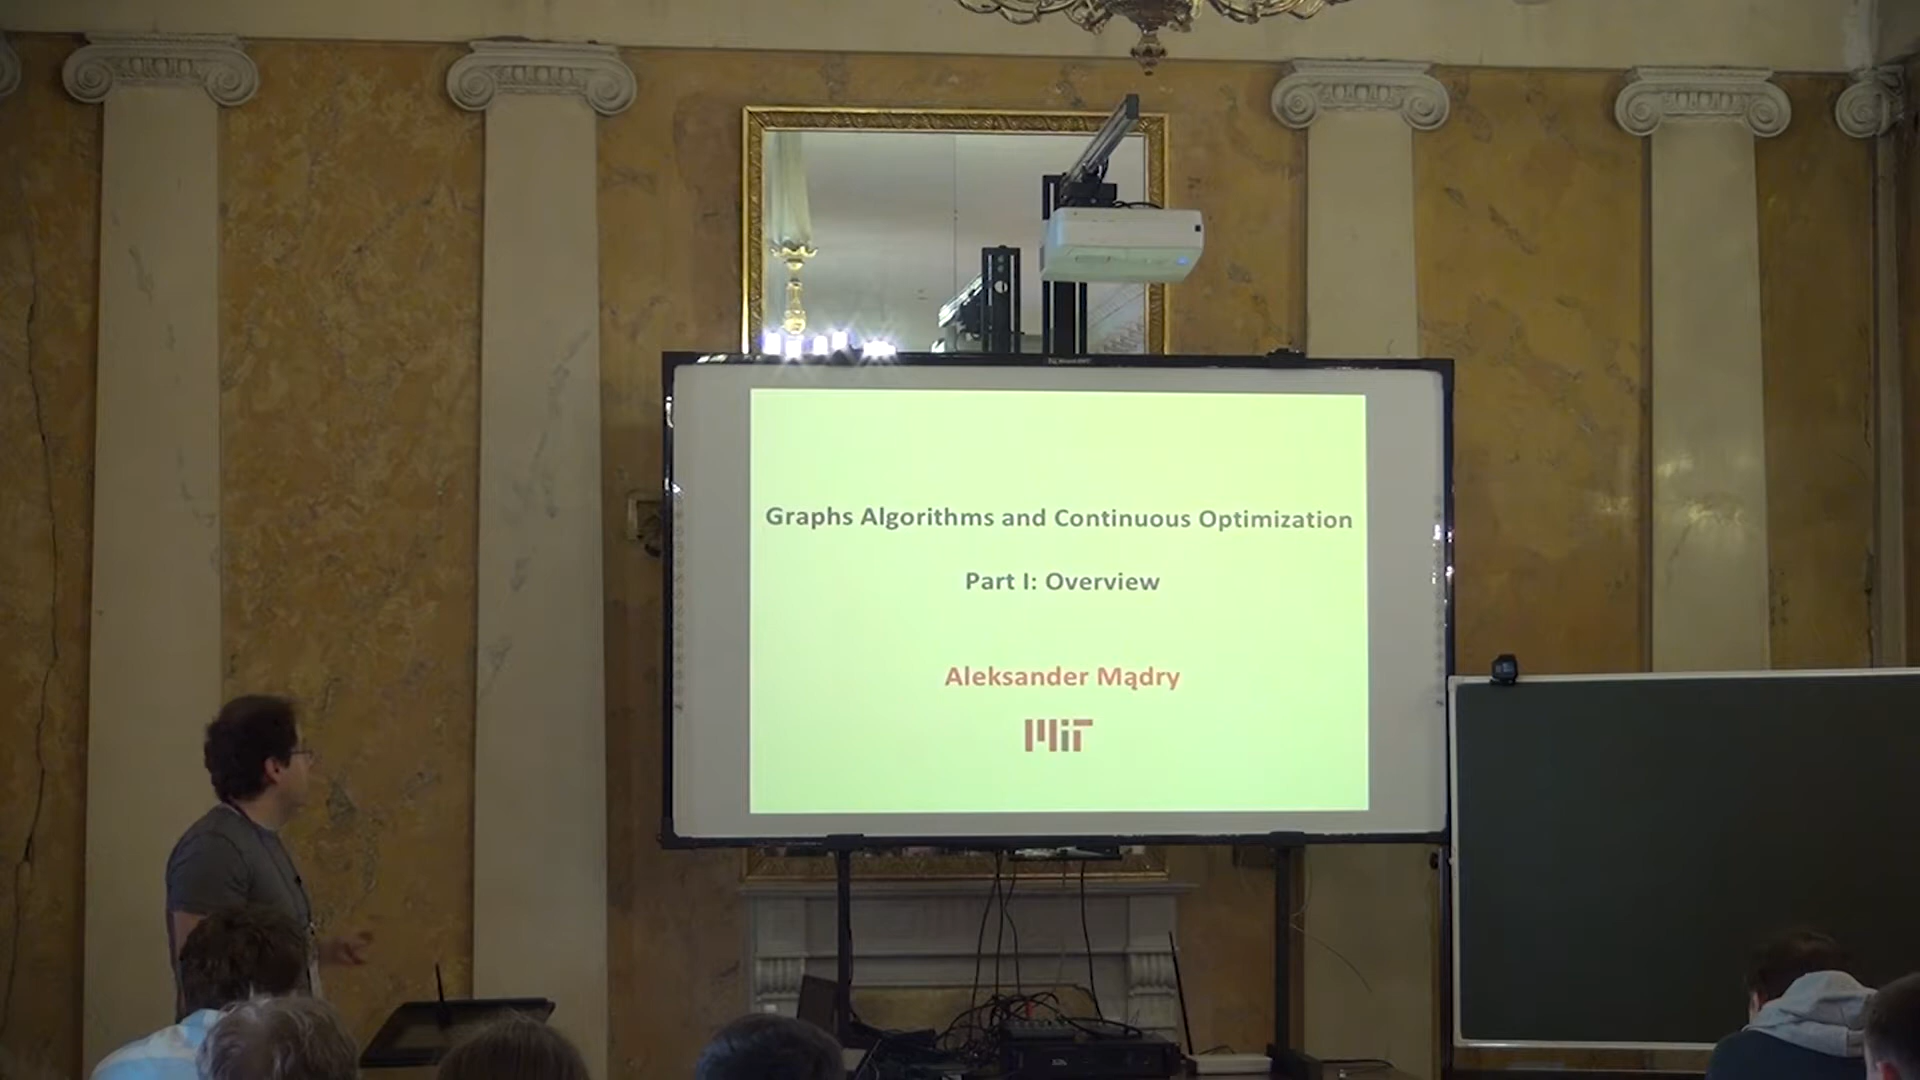 Graphs Algorithms and Continuous Optimization
Part I: Overview
Aleksander Mądry
MiT